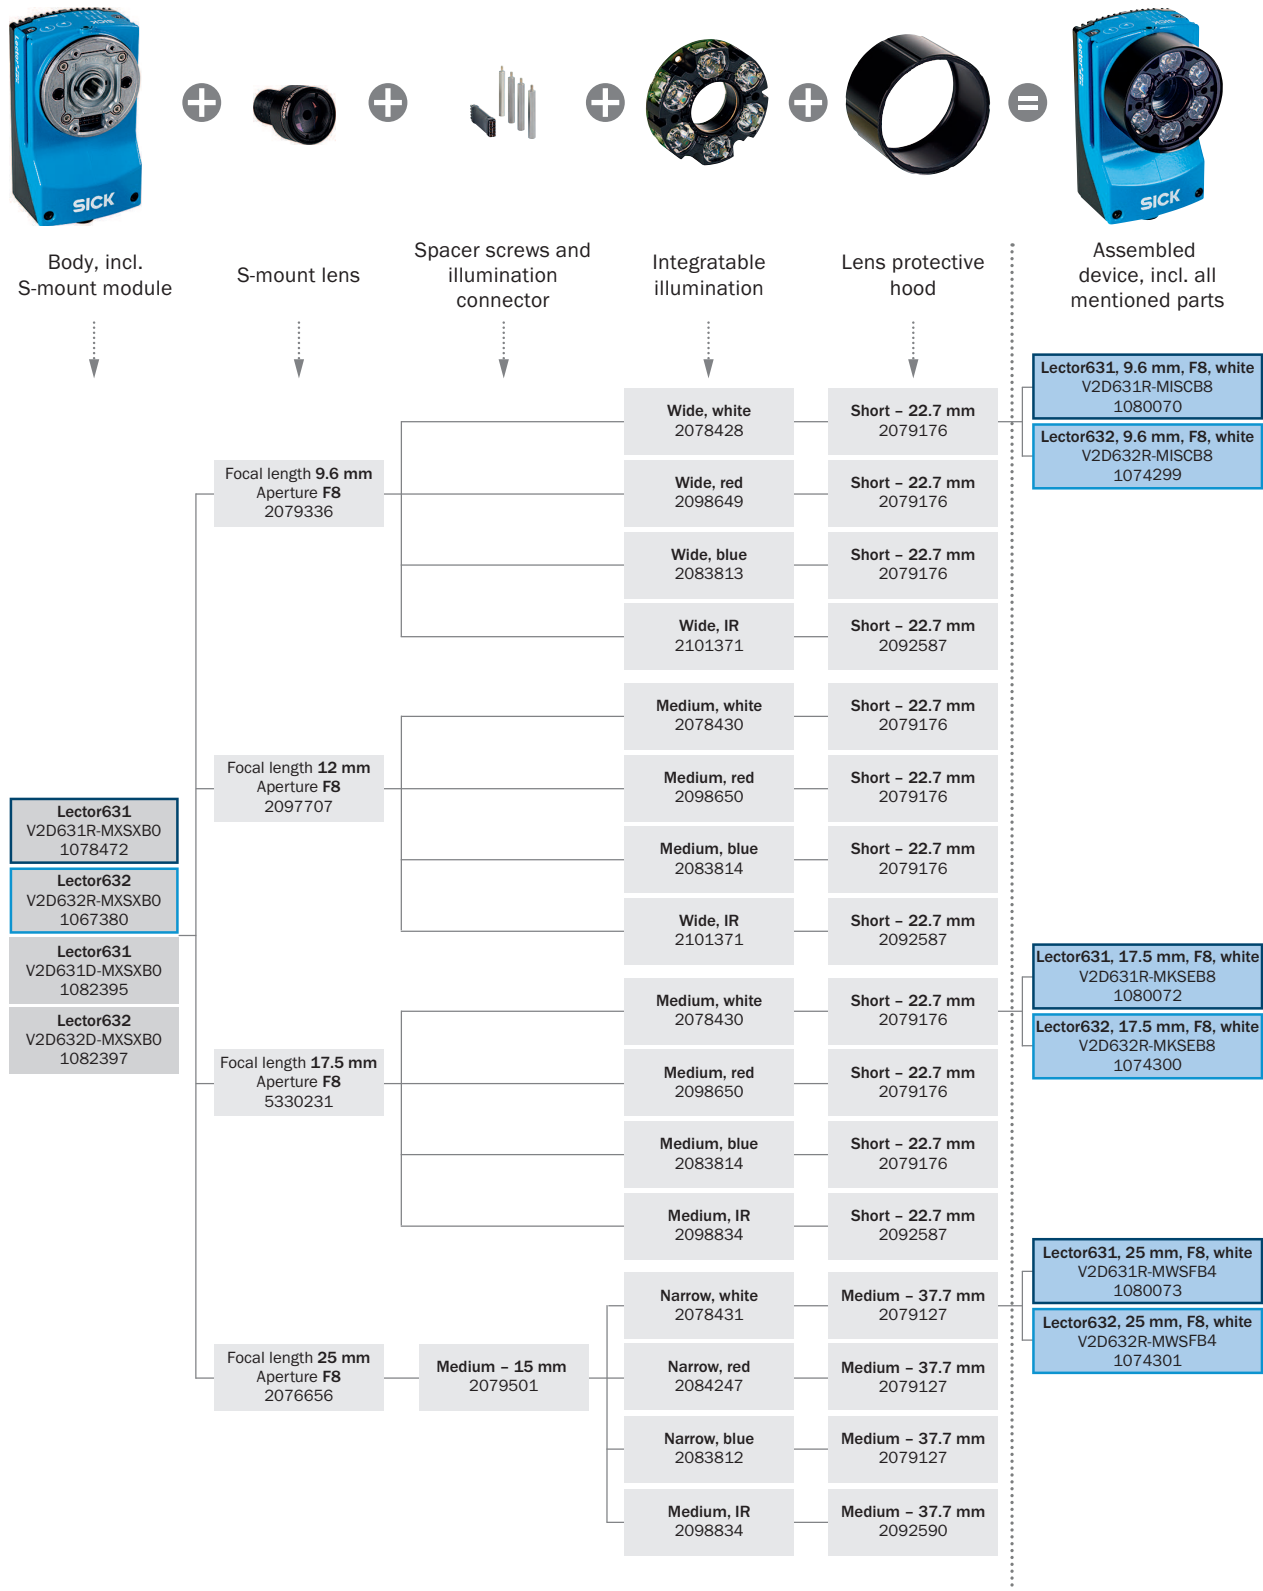 SICK
SICK
Body, incl.
S-mount module
S-mount lens
Spacer screws and
illumination
connector
Integratable
illumination
Lens protective
hood
Assembled
device, incl. all
mentioned parts
Lector631
V2D631R-MXSXB0
1078472
Lector632
V2D632R-MXSXB0
1067380
Lector631
V2D631D-MXSXB0
1082395
Lector632
V2D632D-MXSXB0
1082397
Focal length 9.6 mm
Aperture F8
2079336
Wide, white
2078428
Short – 22.7 mm
2079176
Wide, red
2098649
Short – 22.7 mm
2079176
Wide, blue
2083813
Short – 22.7 mm
2079176
Wide, IR
2101371
Short – 22.7 mm
2092587
Lector631, 9.6 mm, F8, white
V2D631R-MISCB8
1080070
Lector632, 9.6 mm, F8, white
V2D632R-MISCB8
1074299
Focal length 12 mm
Aperture F8
2097707
Medium, white
2078430
Short – 22.7 mm
2079176
Medium, red
2098650
Short – 22.7 mm
2079176
Medium, blue
2083814
Short – 22.7 mm
2079176
Wide, IR
2101371
Short – 22.7 mm
2092587
Focal length 17.5 mm
Aperture F8
5330231
Medium, white
2078430
Short – 22.7 mm
2079176
Medium, red
2098650
Short – 22.7 mm
2079176
Medium, blue
2083814
Short – 22.7 mm
2079176
Medium, IR
2098834
Short – 22.7 mm
2092587
Lector631, 17.5 mm, F8, white
V2D631R-MKSEB8
1080072
Lector632, 17.5 mm, F8, white
V2D632R-MKSEB8
1074300
Focal length 25 mm
Aperture F8
2076656
Medium – 15 mm
2079501
Narrow, white
2078431
Medium – 37.7 mm
2079127
Narrow, red
2084247
Medium – 37.7 mm
2079127
Narrow, blue
2083812
Medium – 37.7 mm
2079127
Medium, IR
2098834
Medium – 37.7 mm
2092590
Lector631, 25 mm, F8, white
V2D631R-MWSFB4
1080073
Lector632, 25 mm, F8, white
V2D632R-MWSFB4
1074301